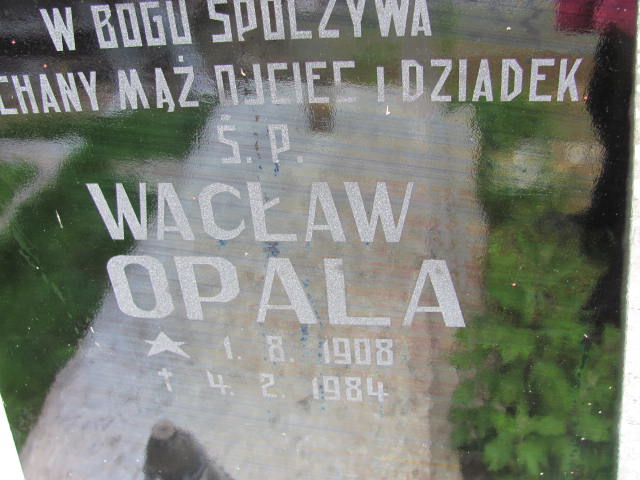 W BOGU SPOCZYWA
CHANY MĄŻ OJCIEC I DZIADEK
Ś. P.
WACŁAW
OPALA
★ 1. 8. 1908
† 4. 2. 1984